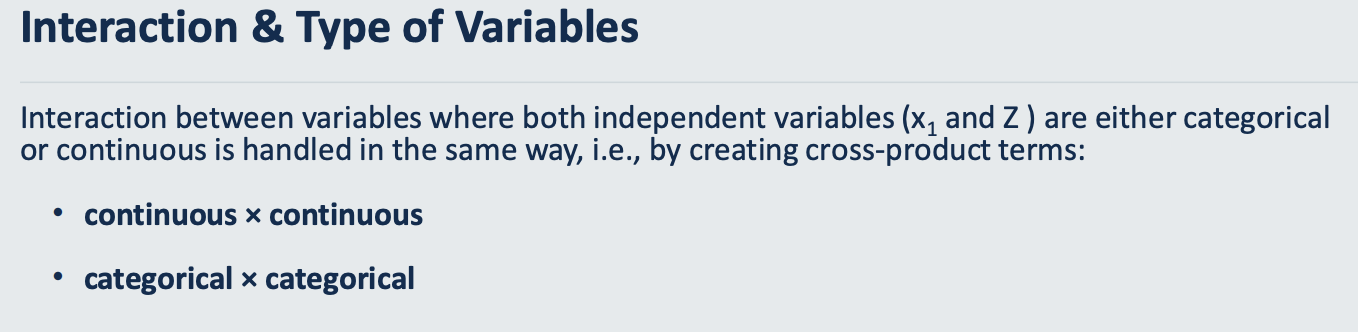 Interaction & Type of Variables
Interaction between variables where both independent variables (x₁ and Z ) are either categorical
or continuous is handled in the same way, i.e., by creating cross-product terms:
• continuous × continuous
• categorical × categorical